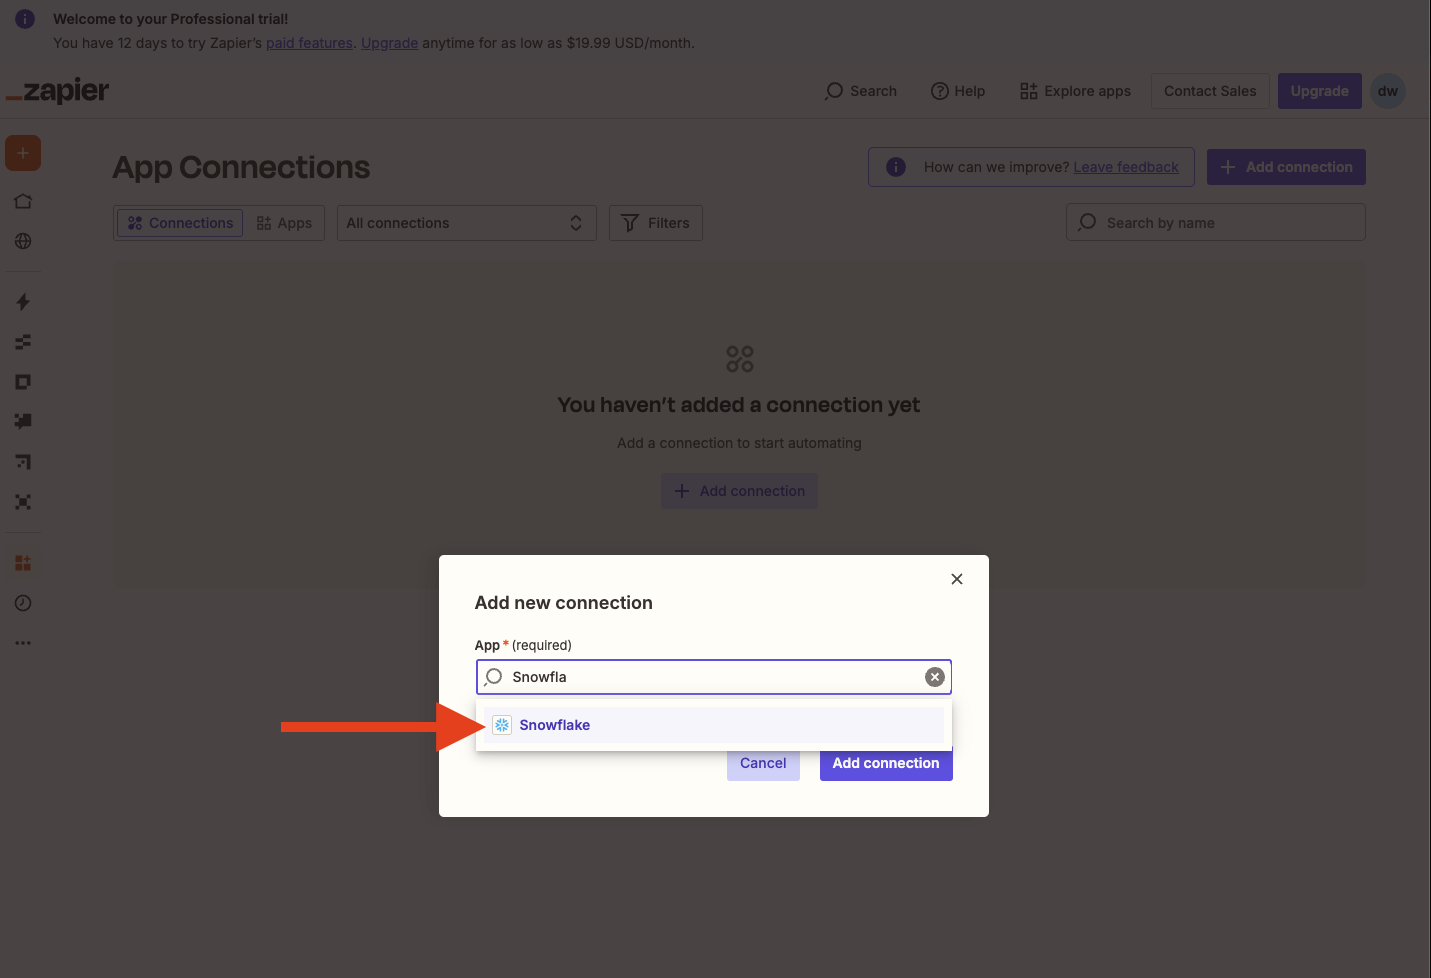 Welcome to your Professional trial!
You have 12 days to try Zapier's paid features. Upgrade anytime for as low as $19.99 USD/month.
zapier
Search
Help
Explore apps
Contact Sales
Upgrade
dw
App Connections
How can we improve? Leave feedback
Add connection
Connections
Apps
All connections
Filters
Search by name
You haven't added a connection yet
Add a connection to start automating
Add connection
Add new connection
App * (required)
Snowfla
Snowflake
Cancel
Add connection